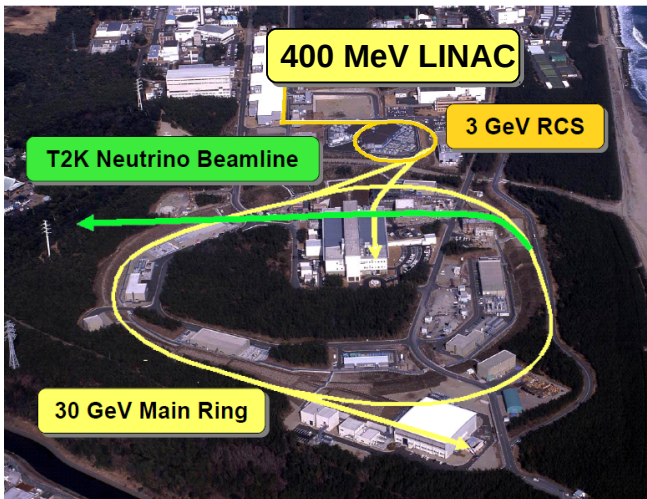 400 MeV LINAC
3 GeV RCS
T2K Neutrino Beamline
30 GeV Main Ring